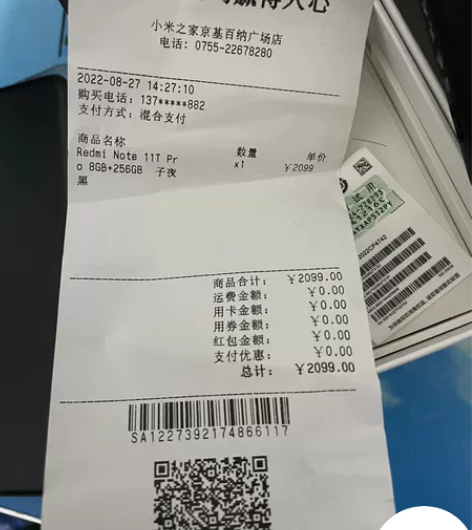 赢得人心
小米之家京基百纳广场店
电话: 0755-22678280
2022-08-27 14:27:10
购买电话: 137*****882
支付方式: 混合支付
商品名称 数量 单价
Redmi Note 11T Pr x1 ￥2099
o 8GB+256GB 子夜
黑
商品合计: ￥2099.00
运费金额: ￥0.00
用卡金额: ￥0.00
用券金额: ￥0.00
红包金额: ￥0.00
支付优惠: ￥0.00
总计: ￥2099.00
SA1227392174866117